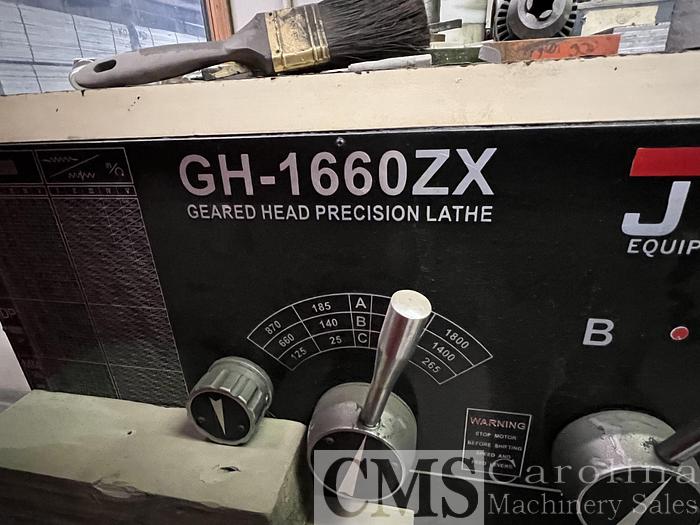 GH-1660ZX
GEARED HEAD PRECISION LATHE
J
EQUIP
870 185 A 1800
660 140 B 1400
125 25 C 265
B
WARNING
STOP MOTOR
BEFORE SHIFTING
SPEED AND
CMS Carolina
Machinery Sales